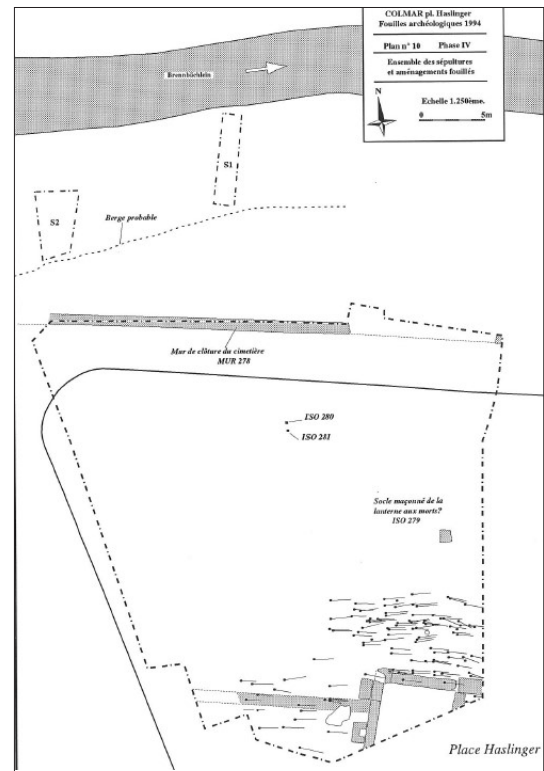 COLMAR pl. Haslinger
Fouilles archéologiques 1994
Plan n° 10 Phase IV
Ensemble des sépultures
et aménagements fouillés
Echelle 1.250ème.
N
0 5m
Brennbächlein
S1
S2
Berge probable
Mur de clôture du cimetière
MUR 278
ISO 280
ISO 281
Socle maçonné de la
lanterne aux morts?
ISO 279
Place Haslinger